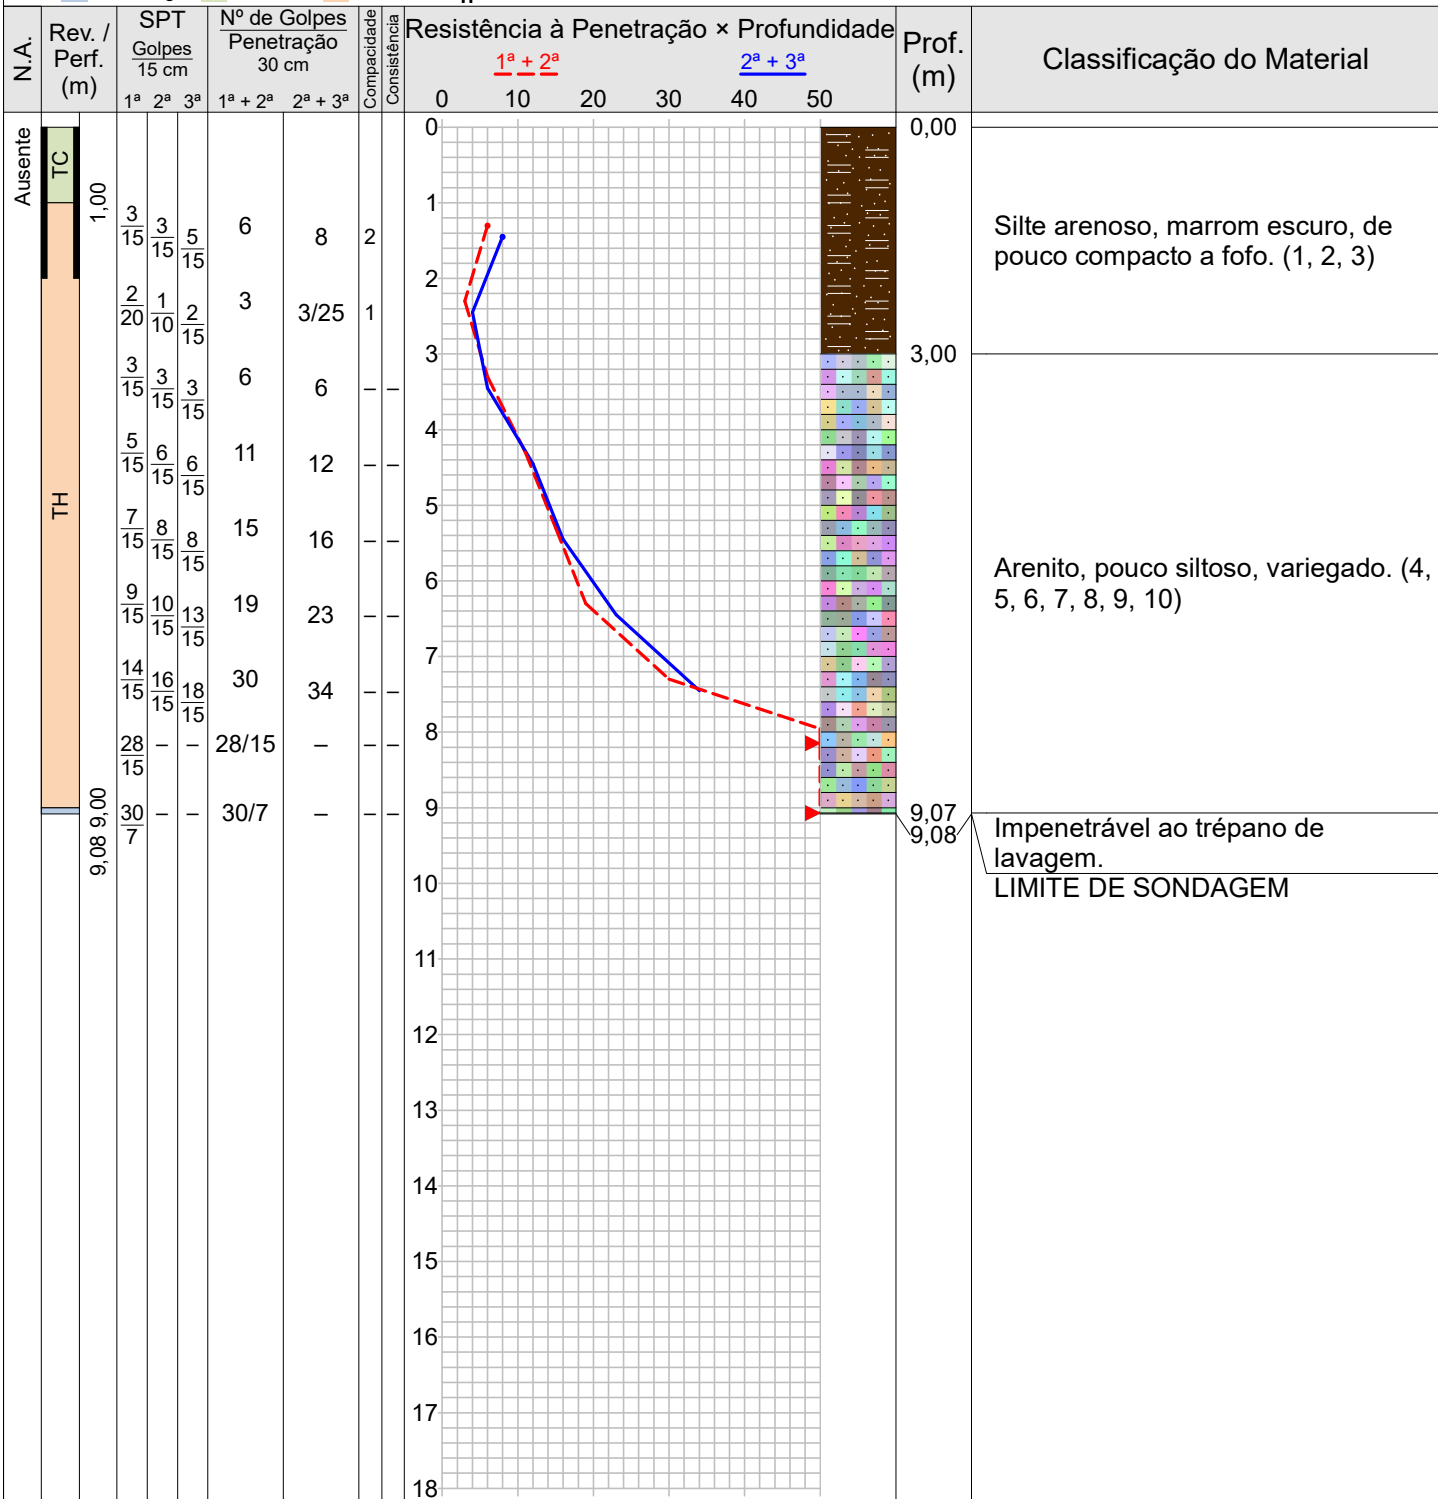 N.A.
Rev. /
Perf.
(m)
SPT
Golpes
15 cm
1ª 2ª 3ª
Nº de Golpes
Penetração
30 cm
1ª + 2ª 2ª + 3ª
Compacidade
Consistência
Resistência à Penetração × Profundidade
1ª + 2ª 2ª + 3ª
0 10 20 30 40 50
Prof.
(m)
Classificação do Material
Ausente
TC
1,00
TH
9,00
9,08
3/15 3/15 5/15 6 8 2
2/20 1/10 2/15 3 3/25 1
3/15 3/15 3/15 6 6 – –
5/15 6/15 6/15 11 12 – –
7/15 8/15 8/15 15 16 – –
9/15 10/15 13/15 19 23 – –
14/15 16/15 18/15 30 34 – –
28/15 – – 28/15 – – –
30/7 – – 30/7 – – –
0
1
2
3
4
5
6
7
8
9
10
11
12
13
14
15
16
17
18
0,00
3,00
9,07
9,08
Silte arenoso, marrom escuro, de
pouco compacto a fofo. (1, 2, 3)
Arenito, pouco siltoso, variegado. (4,
5, 6, 7, 8, 9, 10)
Impenetrável ao trépano de
lavagem.
LIMITE DE SONDAGEM